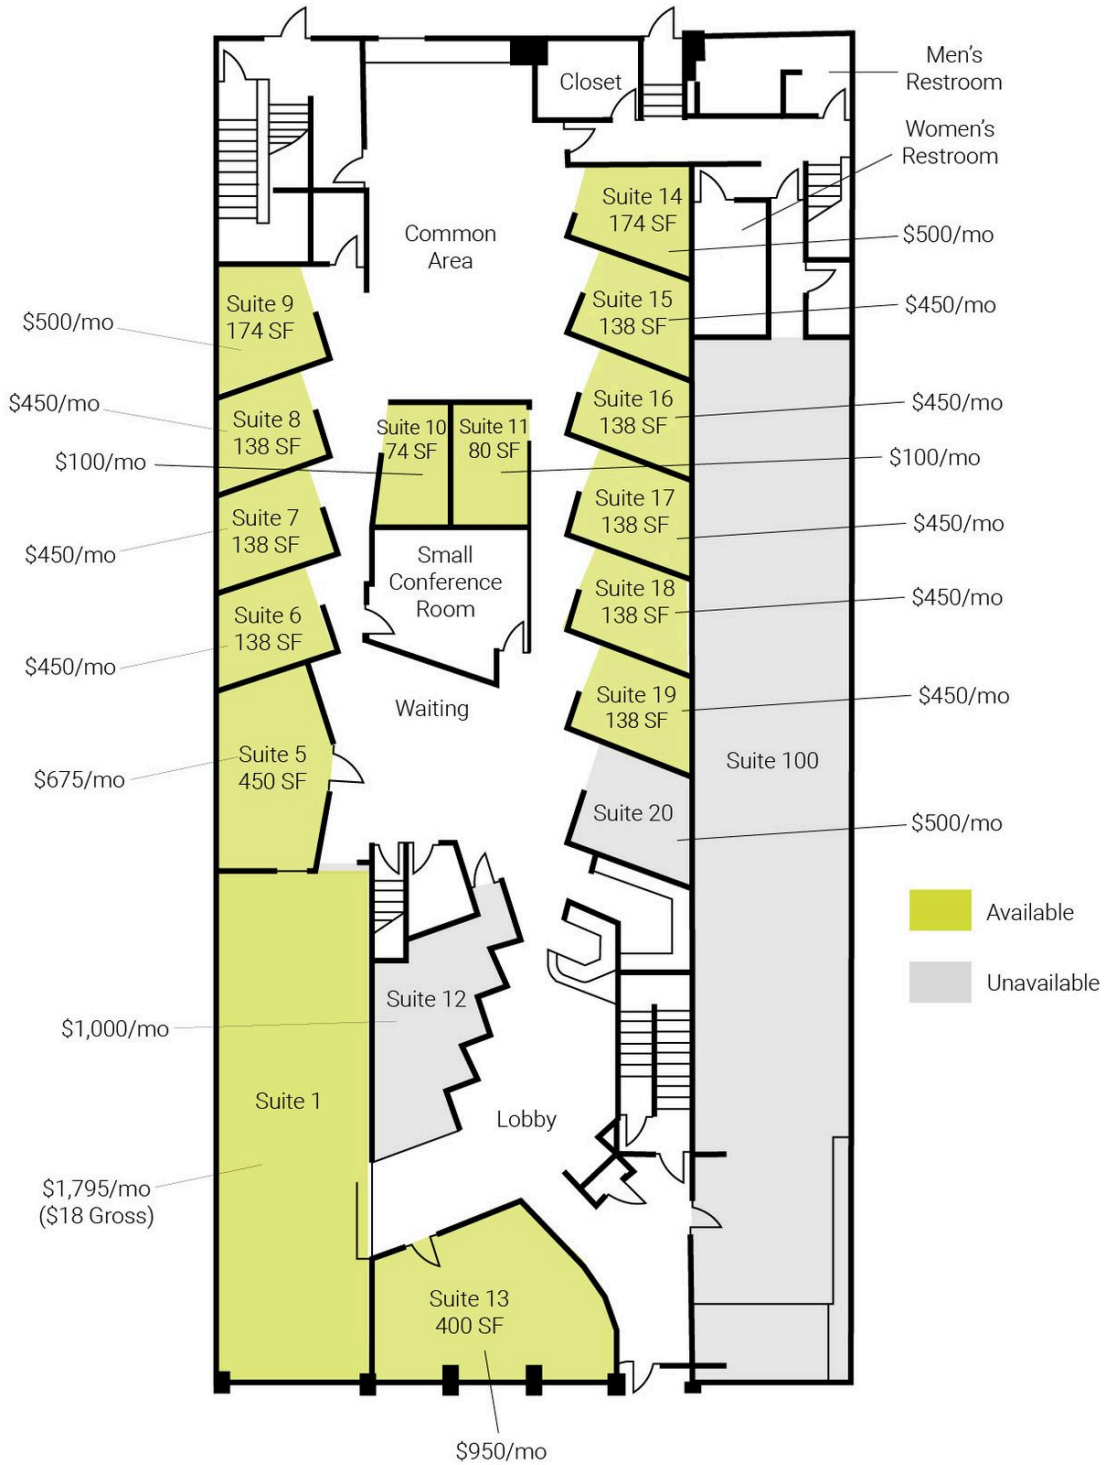 Closet
Men's
Restroom
Women's
Restroom
Suite 14
174 SF
$500/mo
Common
Area
Suite 9
174 SF
$500/mo
Suite 15
138 SF
$450/mo
Suite 8
138 SF
$450/mo
Suite 16
138 SF
$450/mo
Suite 10
74 SF
$100/mo
Suite 11
80 SF
$100/mo
Suite 7
138 SF
$450/mo
Suite 17
138 SF
$450/mo
Small
Conference
Room
Suite 6
138 SF
$450/mo
Suite 18
138 SF
$450/mo
Waiting
Suite 19
138 SF
$450/mo
Suite 5
450 SF
$675/mo
Suite 100
Suite 20
$500/mo
Available
Unavailable
Suite 12
$1,000/mo
Suite 1
$1,795/mo
($18 Gross)
Lobby
Suite 13
400 SF
$950/mo